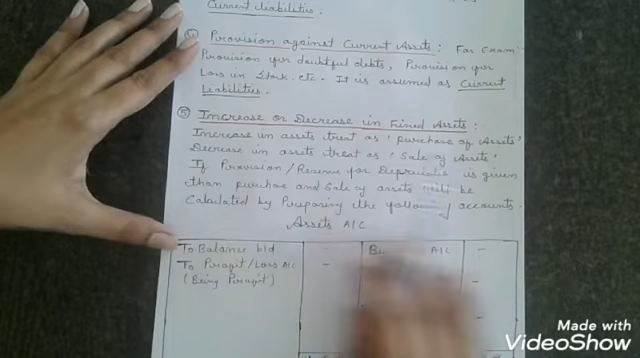 Current liabilities.
④ Provision against Current Assets: For Exam-
Provision for doubtful debts, Provision for
Loss in Stock etc. It is assumed as Current
Liabilities.
⑤ Increase or Decrease in Fixed Assets:
Increase in assets treat as 'purchase of Assets'
Decrease in assets treat as 'Sale of Assets'
If Provision/Reserve for Depreciation is given
than purchase and Sale of assets will be
Calculated by Preparing the following accounts.
Assets A/C
To Balance b/d - A/C -
To Profit/Loss A/C - -
(Being Profit) -
Made with
VideoShow